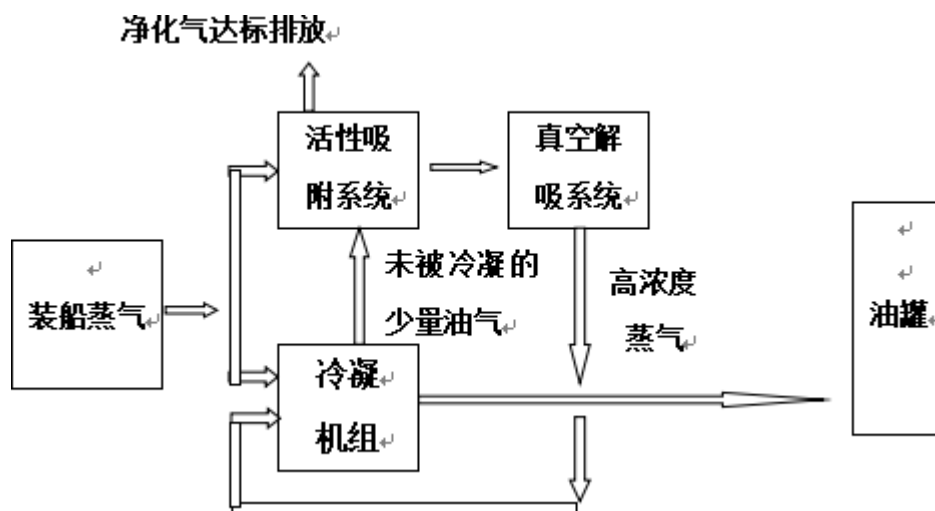 净化气达标排放
活性吸
附系统
真空解
吸系统
装船蒸气
未被冷凝的
少量油气
高浓度
蒸气
油罐
冷凝
机组